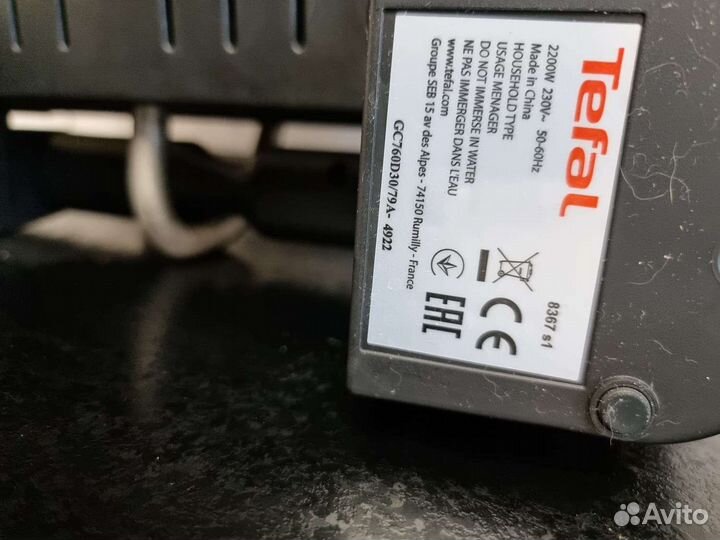 Tefal
2200W 230V~ 50-60Hz
Made in China
HOUSEHOLD TYPE
USAGE MENAGER
DO NOT IMMERSE IN WATER
NE PAS IMMERGER DANS L'EAU
www.tefal.com
Groupe SEB 15 av des Alpes - 74150 Rumilly - France
GC760D30/79A- 4922
8367 s1
CE
EAC
Avito